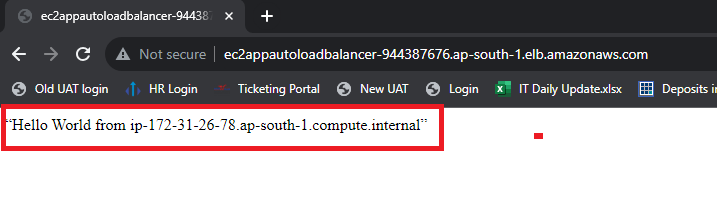 ec2appautoloadbalancer-94438
Not secure ec2appautoloadbalancer-944387676.ap-south-1.elb.amazonaws.com
Old UAT login HR Login Ticketing Portal New UAT Login IT Daily Update.xlsx Deposits in
“Hello World from ip-172-31-26-78.ap-south-1.compute.internal”